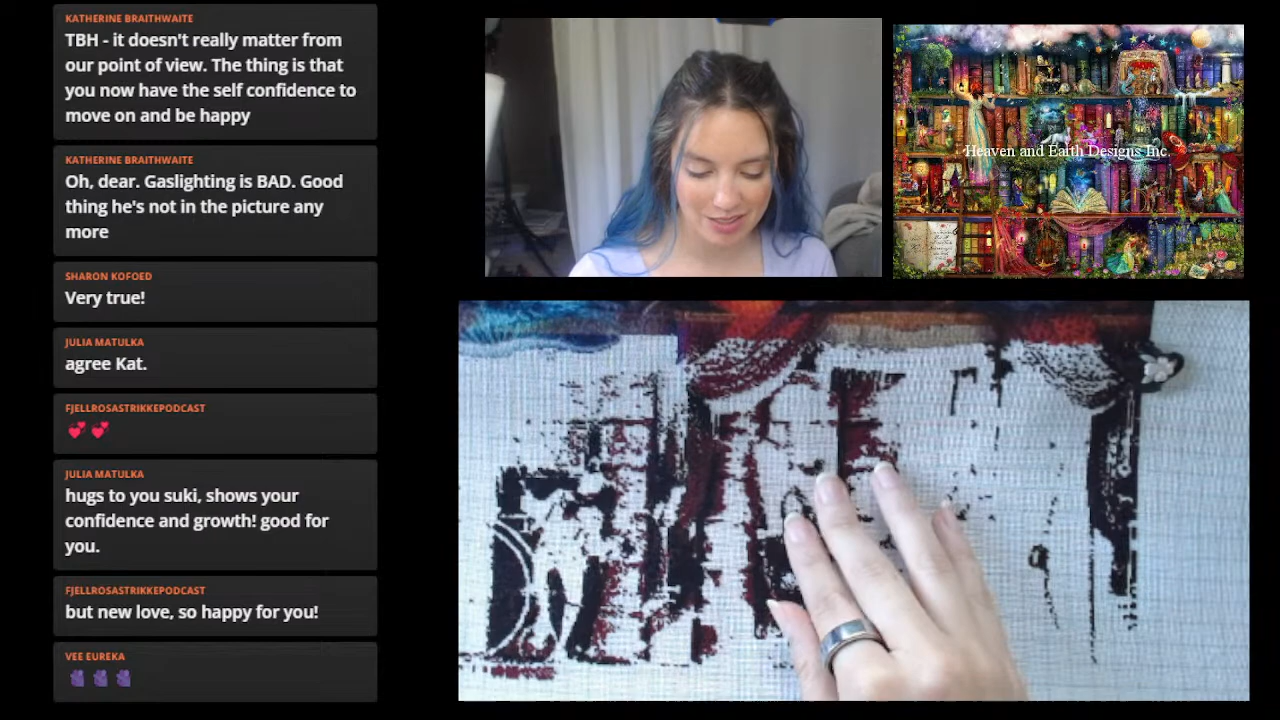 KATHERINE BRAITHWAITE
TBH - it doesn't really matter from
our point of view. The thing is that
you now have the self confidence to
move on and be happy
KATHERINE BRAITHWAITE
Oh, dear. Gaslighting is BAD. Good
thing he's not in the picture any
more
SHARON KOFOED
Very true!
JULIA MATULKA
agree Kat.
FJELLROSASTRIKKEPODCAST
💕 💕
JULIA MATULKA
hugs to you suki, shows your
confidence and growth! good for
you.
FJELLROSASTRIKKEPODCAST
but new love, so happy for you!
VEE EUREKA
Heaven and Earth Designs Inc.